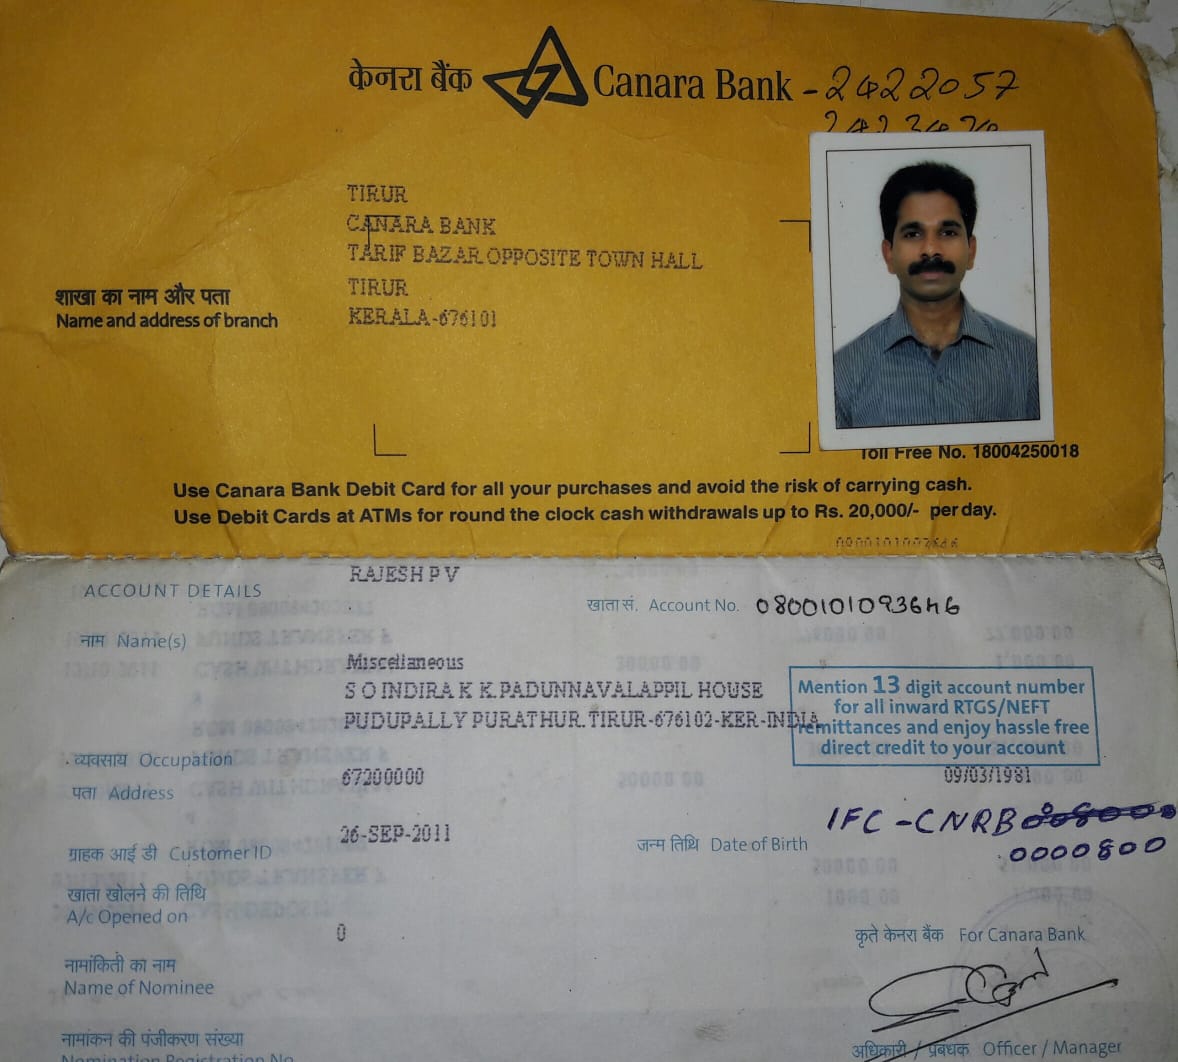 केनरा बैंक Canara Bank - 2422057
TIRUR
CANARA BANK
TARIF BAZAR OPPOSITE TOWN HALL
TIRUR
KERALA-676101
शाखा का नाम और पता
Name and address of branch
Toll Free No. 18004250018
Use Canara Bank Debit Card for all your purchases and avoid the risk of carrying cash.
Use Debit Cards at ATMs for round the clock cash withdrawals up to Rs. 20,000/- per day.
0800101093646
RAJESH P V
ACCOUNT DETAILS
खाता सं. Account No. 0800101093646
नाम Name(s)
Miscellaneous
S O INDIRA K K.PADUNNAVALAPPIL HOUSE
PUDUPALLY PURATHUR.TIRUR-676102-KER-INDIA
Mention 13 digit account number
for all inward RTGS/NEFT
remittances and enjoy hassle free
direct credit to your account
व्यवसाय Occupation
67200000
09/03/1981
पता Address
IFC - CNRB
0000800
26-SEP-2011
जन्म तिथि Date of Birth
ग्राहक आई डी Customer ID
खाता खोलने की तिथि
A/c Opened on
0
कृते केनरा बैंक For Canara Bank
नामांकिती का नाम
Name of Nominee
नामांकन की पंजीकरण संख्या
Nomination Registration No.
अधिकारी / प्रबंधक Officer / Manager